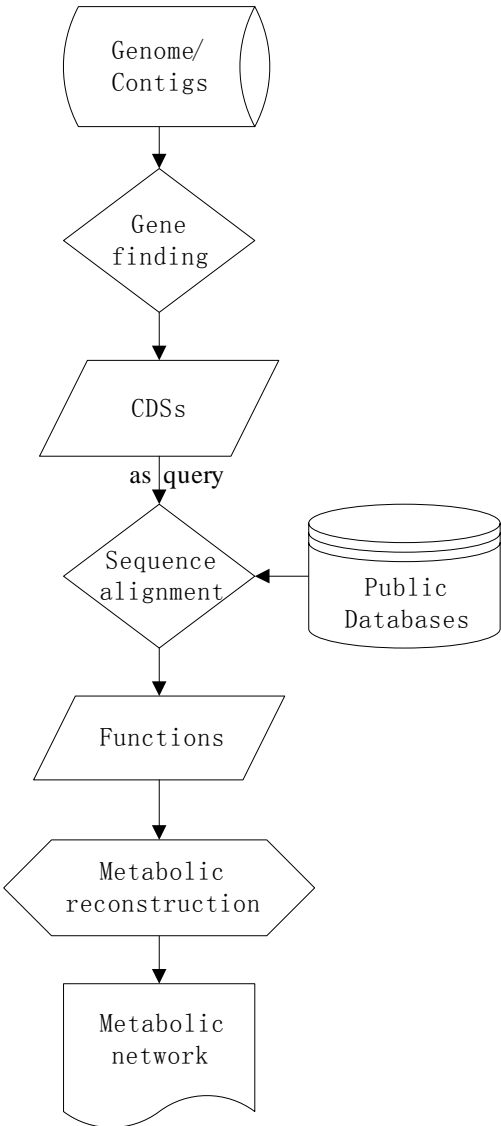 Genome/
Contigs
Gene
finding
CDSs
as query
Sequence
alignment
Public
Databases
Functions
Metabolic
reconstruction
Metabolic
network